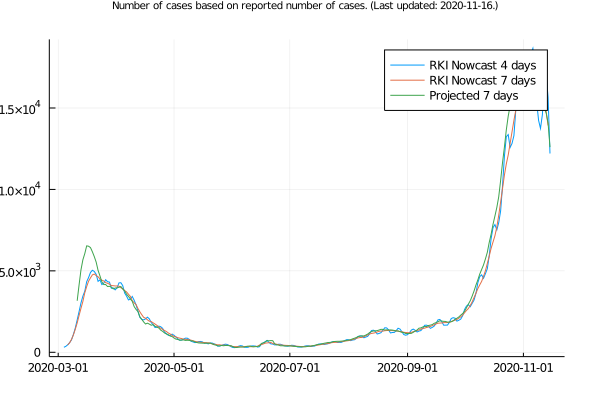 Number of cases based on reported number of cases. (Last updated: 2020-11-16.)
RKI Nowcast 4 days
RKI Nowcast 7 days
Projected 7 days
1.5×10⁴
1.0×10⁴
5.0×10³
0
2020-03-01 2020-05-01 2020-07-01 2020-09-01 2020-11-01